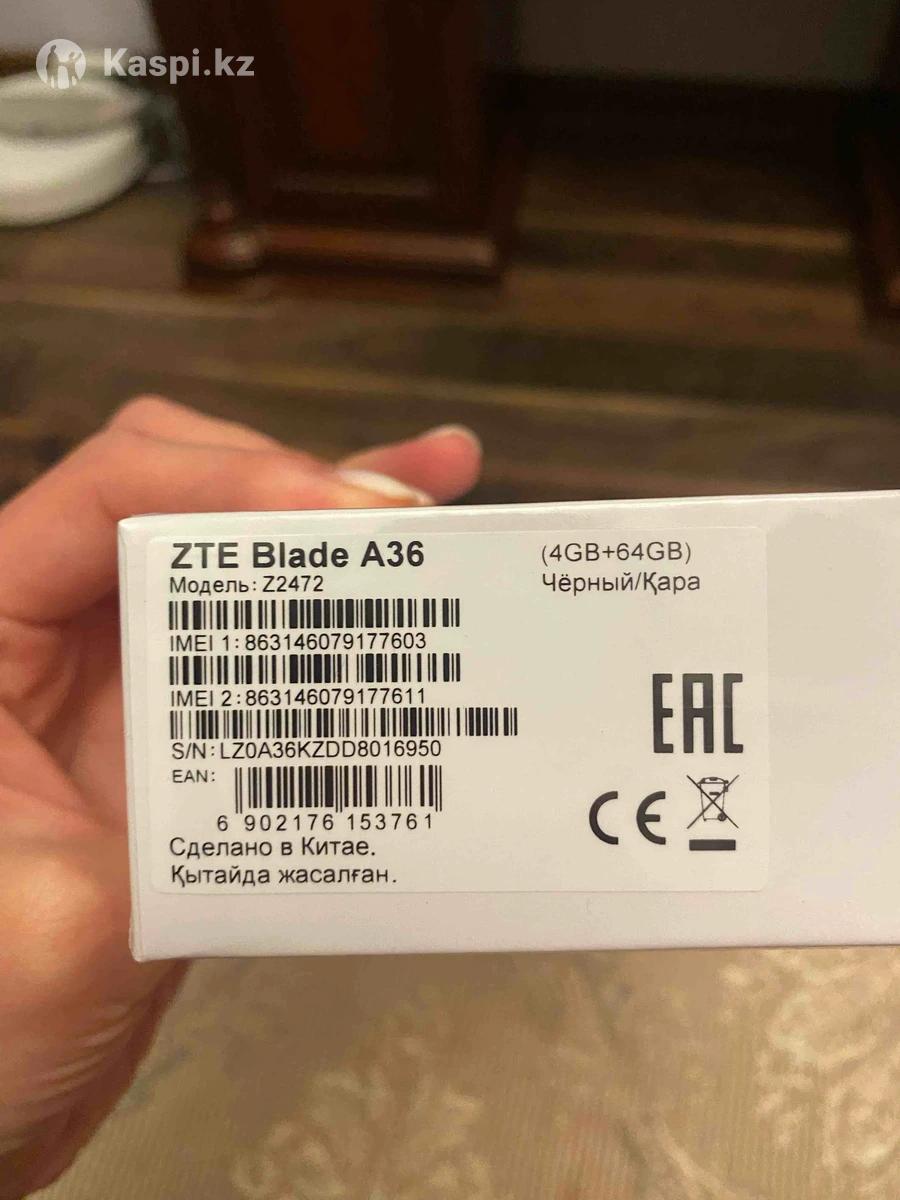 Kaspi.kz
ZTE Blade A36
(4GB+64GB)
Модель: Z2472
Чёрный/Қара
IMEI 1: 863146079177603
IMEI 2: 863146079177611
S/N: LZ0A36KZDD8016950
EAN:
6 902176 153761
Сделано в Китае.
Қытайда жасалған.
EAC
CE